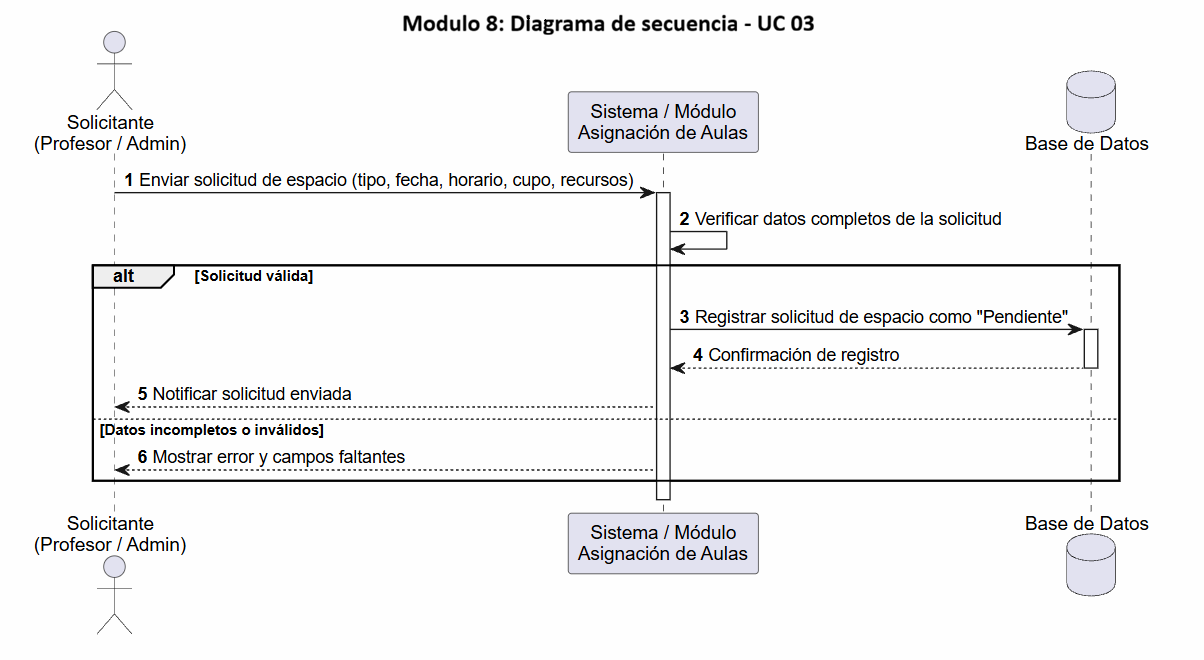 Modulo 8: Diagrama de secuencia - UC 03
Solicitante
(Profesor / Admin)
Sistema / Módulo
Asignación de Aulas
Base de Datos
1 Enviar solicitud de espacio (tipo, fecha, horario, cupo, recursos)
2 Verificar datos completos de la solicitud
alt [Solicitud válida]
3 Registrar solicitud de espacio como "Pendiente"
4 Confirmación de registro
5 Notificar solicitud enviada
[Datos incompletos o inválidos]
6 Mostrar error y campos faltantes
Solicitante
(Profesor / Admin)
Sistema / Módulo
Asignación de Aulas
Base de Datos